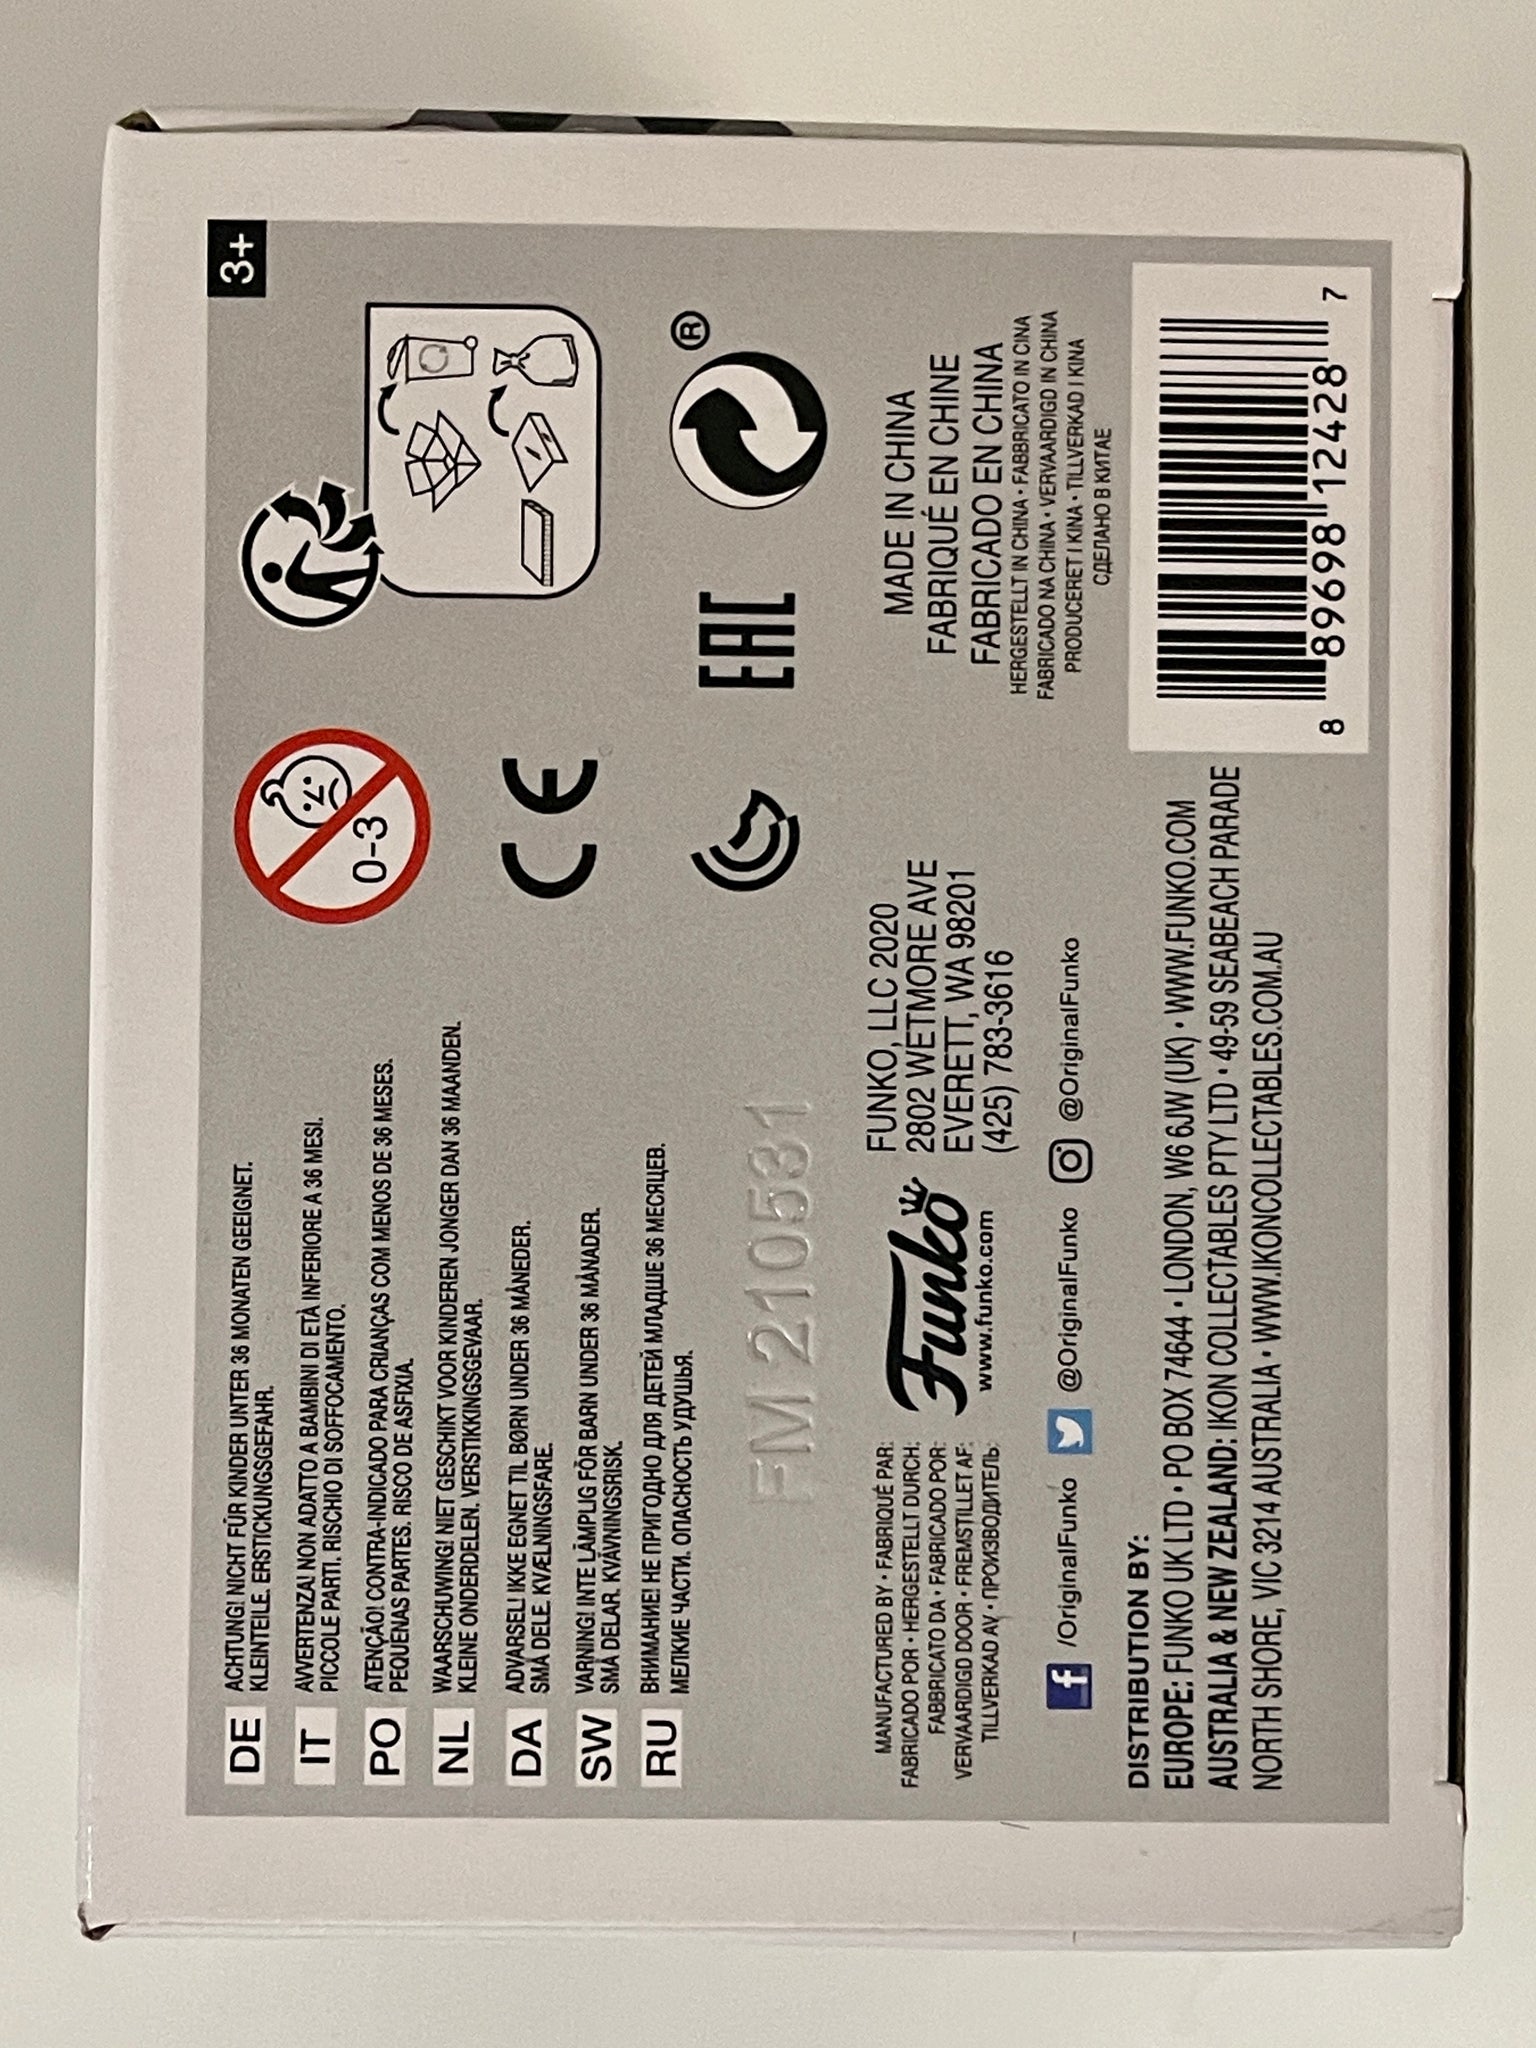 3+
DE
ACHTUNG! NICHT FÜR KINDER UNTER 36 MONATEN GEEIGNET.
KLEINTEILE. ERSTICKUNGSGEFAHR.
IT
AVVERTENZA! NON ADATTO A BAMBINI DI ETÀ INFERIORE A 36 MESI.
PICCOLE PARTI. RISCHIO DI SOFFOCAMENTO.
PO
ATENÇÃO! CONTRA-INDICADO PARA CRIANÇAS COM MENOS DE 36 MESES.
PEQUENAS PARTES. RISCO DE ASFIXIA.
NL
WAARSCHUWING! NIET GESCHIKT VOOR KINDEREN JONGER DAN 36 MAANDEN.
KLEINE ONDERDELEN. VERSTIKKINGSGEVAAR.
DA
ADVARSEL! IKKE EGNET TIL BØRN UNDER 36 MÅNEDER.
SMÅ DELE. KVÆLNINGSFARE.
SW
VARNING! INTE LÄMPLIG FÖR BARN UNDER 36 MÅNADER.
SMÅ DELAR. KVÄVNINGSRISK.
RU
ВНИМАНИЕ! НЕ ПРИГОДНО ДЛЯ ДЕТЕЙ МЛАДШЕ 36 МЕСЯЦЕВ.
МЕЛКИЕ ЧАСТИ. ОПАСНОСТЬ УДУШЬЯ.
0-3
CE
EAC
®
FM 210531
MANUFACTURED BY • FABRIQUÉ PAR:
FABRICADO POR • HERGESTELLT DURCH:
FABBRICATO DA • FABRICADO POR:
VERVAARDIGD DOOR • FREMSTILLET AF:
TILLVERKAD AV • ПРОИЗВОДИТЕЛЬ:
Funko
www.funko.com
FUNKO, LLC 2020
2802 WETMORE AVE
EVERETT, WA 98201
(425) 783-3616
/OriginalFunko
@OriginalFunko
@OriginalFunko
MADE IN CHINA
FABRIQUÉ EN CHINE
FABRICADO EN CHINA
HERGESTELLT IN CHINA • FABBRICATO IN CINA
FABRICADO NA CHINA • VERVAARDIGD IN CHINA
PRODUCERET I KINA • TILLVERKAD I KINA
СДЕЛАНО В КИТАЕ
DISTRIBUTION BY:
EUROPE: FUNKO UK LTD • PO BOX 74644 • LONDON, W6 6JW (UK) • WWW.FUNKO.COM
AUSTRALIA & NEW ZEALAND: IKON COLLECTABLES PTY LTD • 49-59 SEABEACH PARADE
NORTH SHORE, VIC 3214 AUSTRALIA • WWW.IKONCOLLECTABLES.COM.AU
8 89698 12428 7